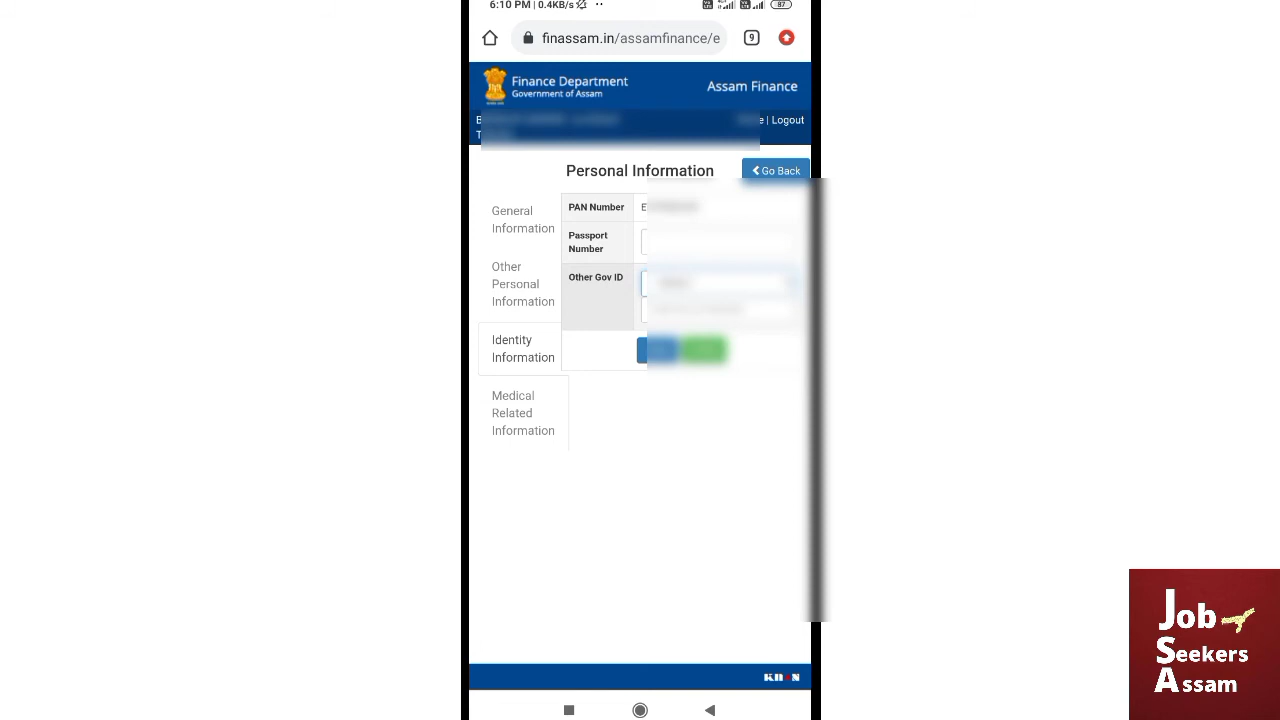 6:10 PM | 0.4KB/s
87
finassam.in/assamfinance/e
9
Finance Department
Government of Assam
Assam Finance
| Logout
Personal Information
Go Back
General
Information
PAN Number
Passport
Number
Other Gov ID
Other
Personal
Information
Identity
Information
Medical
Related
Information
Job
Seekers
Assam